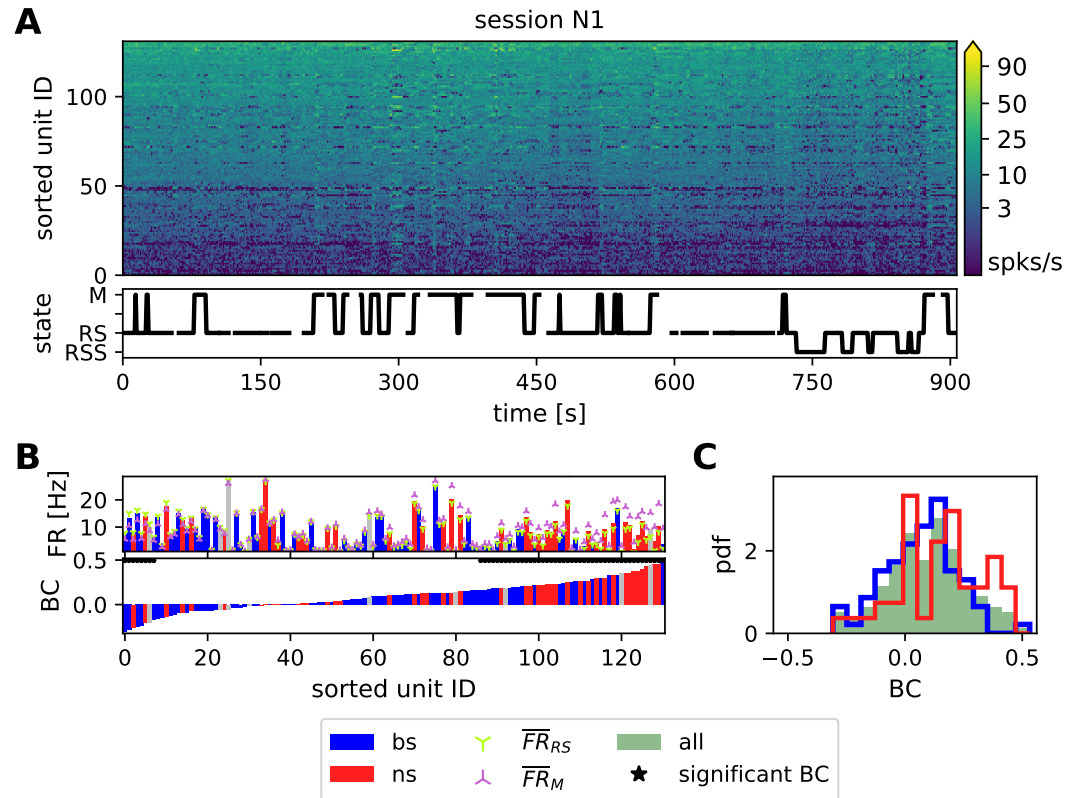 A
session N1
sorted unit ID
100
50
0
90
50
25
10
3
spks/s
state
M
RS
RSS
0 150 300 450 600 750 900
time [s]
B
FR [Hz]
20
10
BC
0.5
0.0
0 20 40 60 80 100 120
sorted unit ID
C
pdf
2
0
−0.5 0.0 0.5
BC
bs
ns
FR RS
FR M
all
significant BC